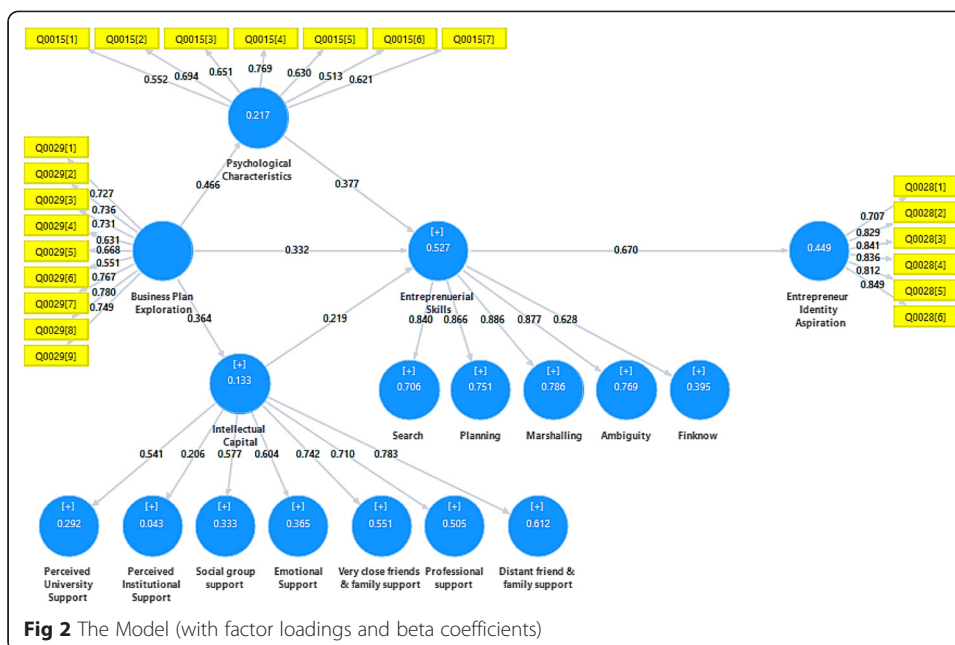 Q0015[1] Q0015[2] Q0015[3] Q0015[4] Q0015[5] Q0015[6] Q0015[7]
0.552 0.694 0.651 0.769 0.630 0.513 0.621
0.217
Psychological
Characteristics
Q0029[1]
Q0029[2]
Q0029[3]
Q0029[4]
Q0029[5]
Q0029[6]
Q0029[7]
Q0029[8]
Q0029[9]
0.727
0.736
0.731
0.631
0.668
0.551
0.767
0.780
0.749
Business Plan
Exploration
0.466
0.377
0.332
0.364
0.219
[+]
0.527
Entreprenuerial
Skills
0.670
0.449
Entrepreneur
Identity
Aspiration
0.707
0.829
0.841
0.836
0.812
0.849
Q0028[1]
Q0028[2]
Q0028[3]
Q0028[4]
Q0028[5]
Q0028[6]
0.840 0.866 0.886 0.877 0.628
[+] [+] [+] [+] [+]
0.706 0.751 0.786 0.769 0.395
Search Planning Marshalling Ambiguity Finknow
[+]
0.133
Intellectual
Capital
0.541 0.206 0.577 0.604 0.742 0.710 0.783
[+] [+] [+] [+] [+] [+] [+]
0.292 0.043 0.333 0.365 0.551 0.505 0.612
Perceived University Support
Perceived Institutional Support
Social group support
Emotional Support
Very close friends & family support
Professional support
Distant friend & family support
Fig 2 The Model (with factor loadings and beta coefficients)